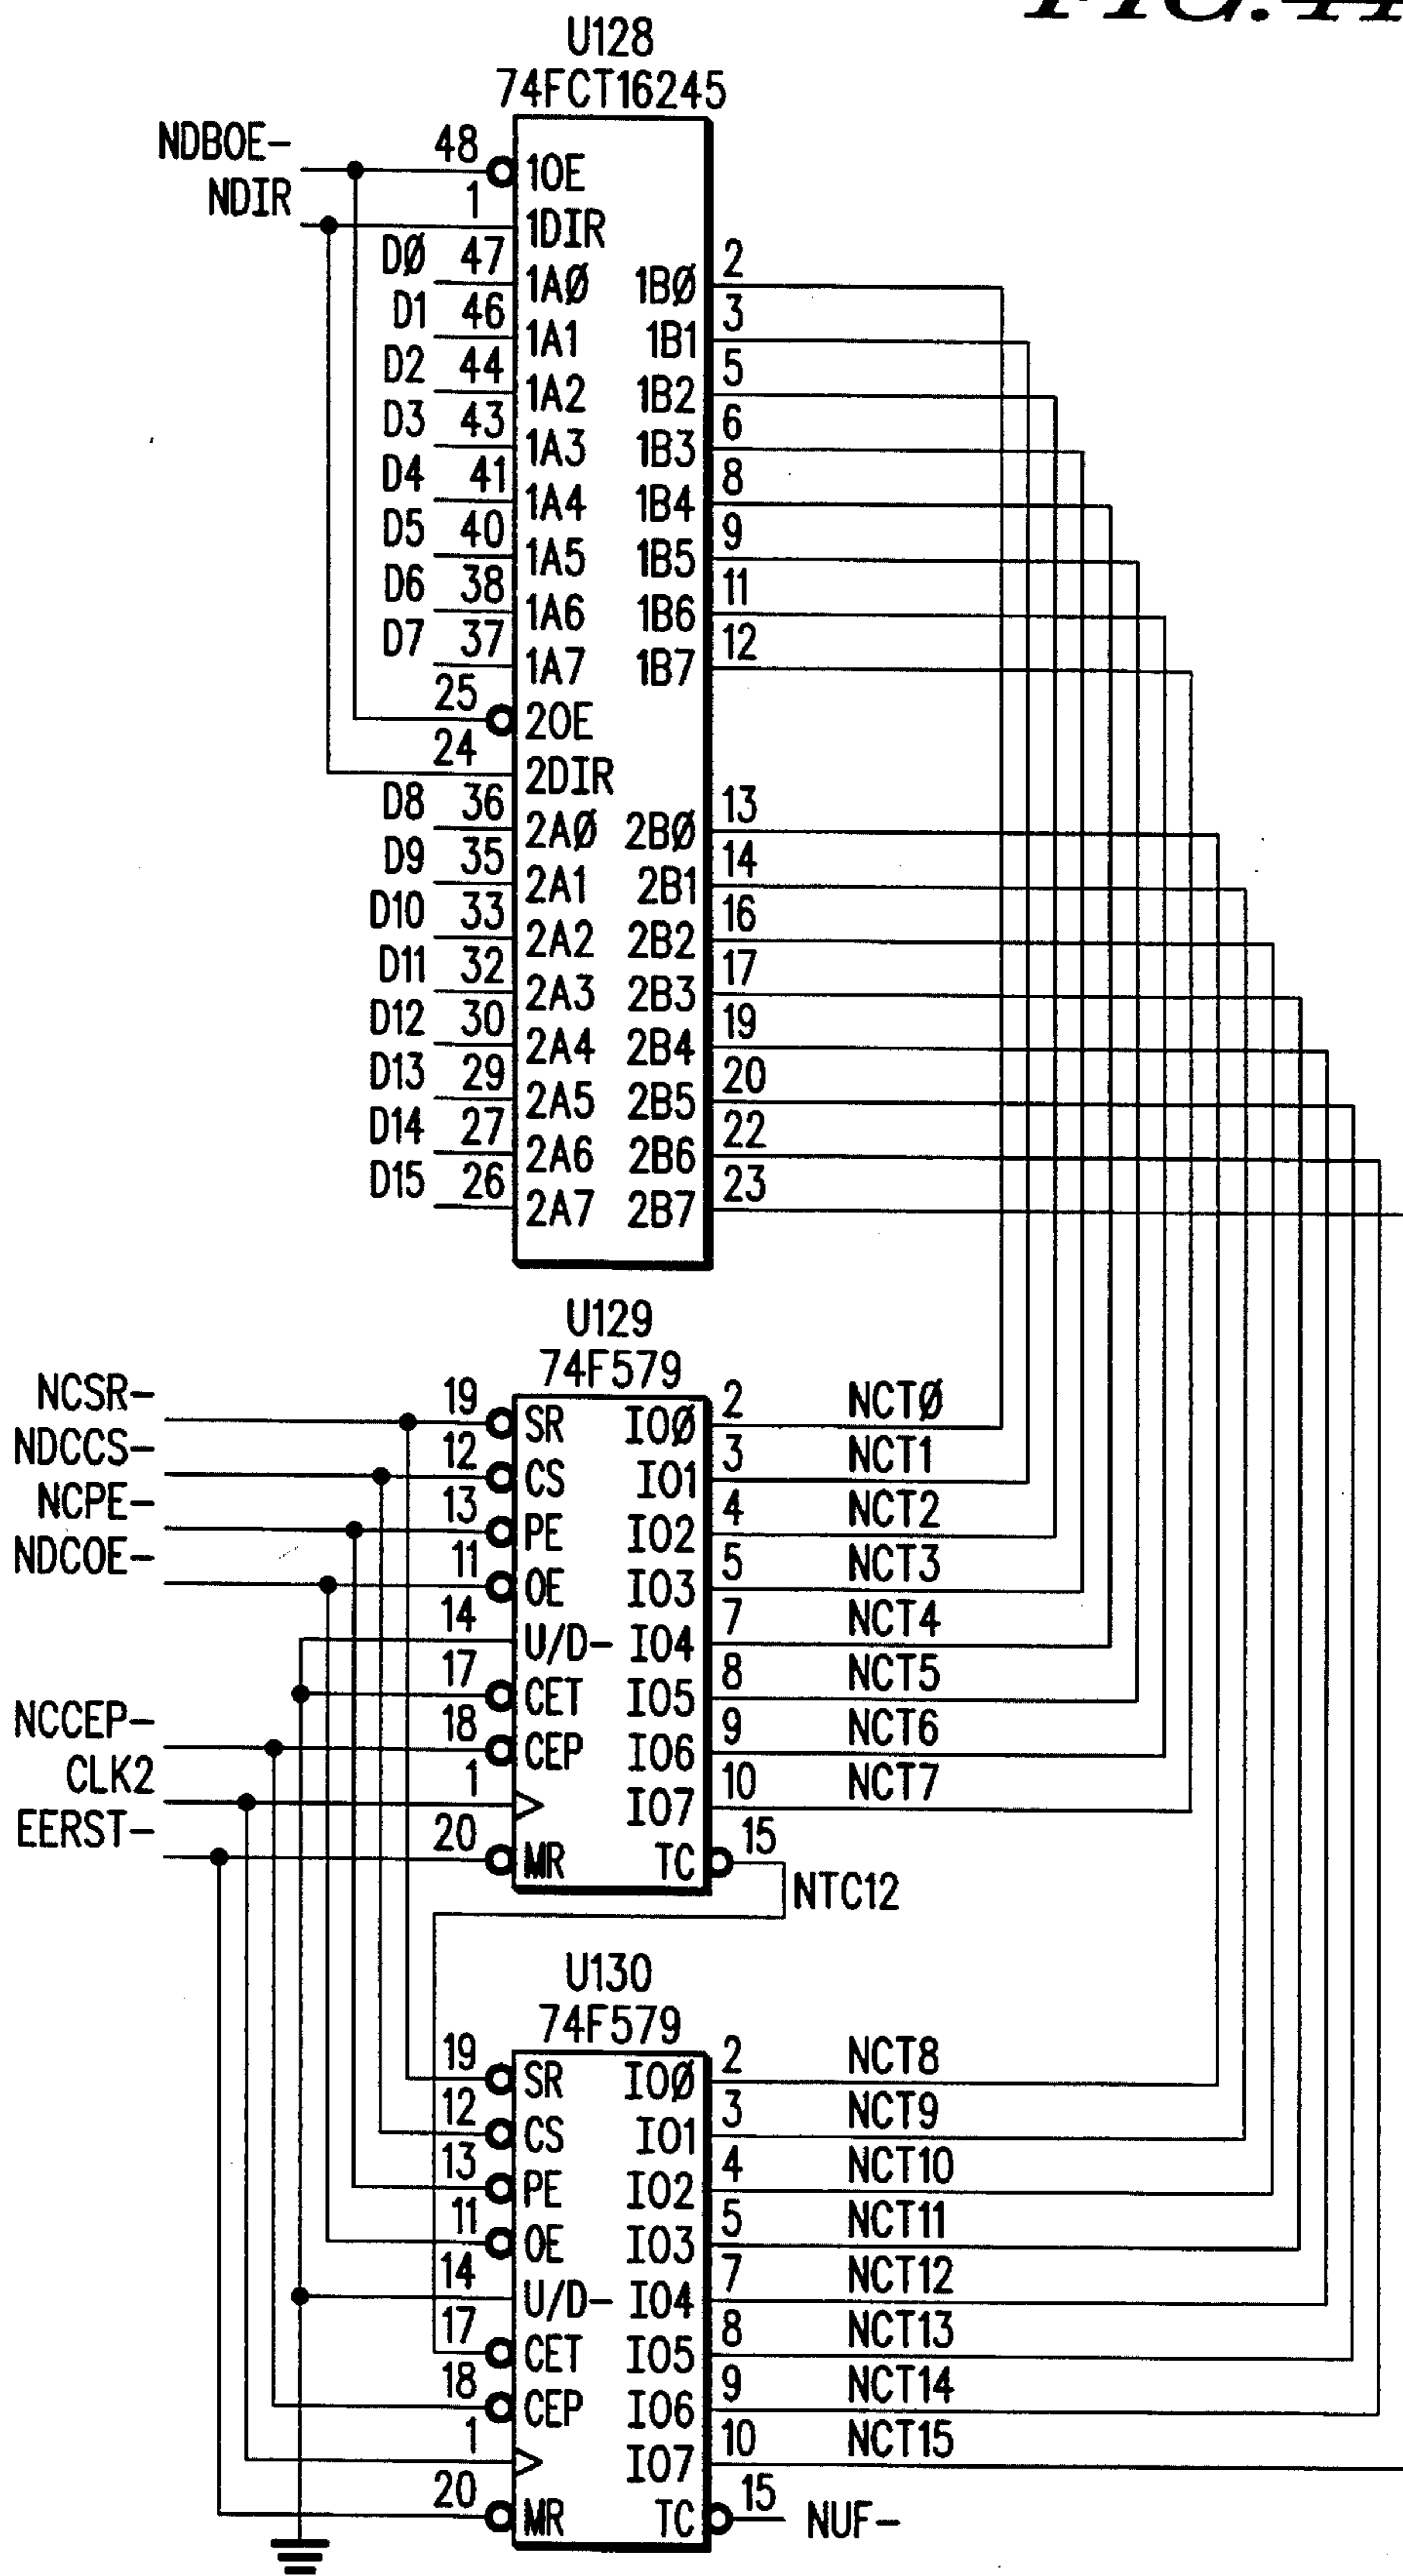 U128
74FCT16245
NDBOE- 48 1OE
NDIR 1 1DIR
DØ 47 1AØ 1BØ 2
D1 46 1A1 1B1 3
D2 44 1A2 1B2 5
D3 43 1A3 1B3 6
D4 41 1A4 1B4 8
D5 40 1A5 1B5 9
D6 38 1A6 1B6 11
D7 37 1A7 1B7 12
25 2OE
24 2DIR
D8 36 2AØ 2BØ 13
D9 35 2A1 2B1 14
D10 33 2A2 2B2 16
D11 32 2A3 2B3 17
D12 30 2A4 2B4 19
D13 29 2A5 2B5 20
D14 27 2A6 2B6 22
D15 26 2A7 2B7 23
U129
74F579
NCSR- 19 SR IOØ 2 NCTØ
NDCCS- 12 CS IO1 3 NCT1
NCPE- 13 PE IO2 4 NCT2
NDCOE- 11 OE IO3 5 NCT3
14 U/D- IO4 7 NCT4
17 CET IO5 8 NCT5
NCCEP- 18 CEP IO6 9 NCT6
CLK2 1 IO7 10 NCT7
EERST- 20 MR TC 15
NTC12
U130
74F579
19 SR IOØ 2 NCT8
12 CS IO1 3 NCT9
13 PE IO2 4 NCT10
11 OE IO3 5 NCT11
14 U/D- IO4 7 NCT12
17 CET IO5 8 NCT13
18 CEP IO6 9 NCT14
1 IO7 10 NCT15
20 MR TC 15 NUF-